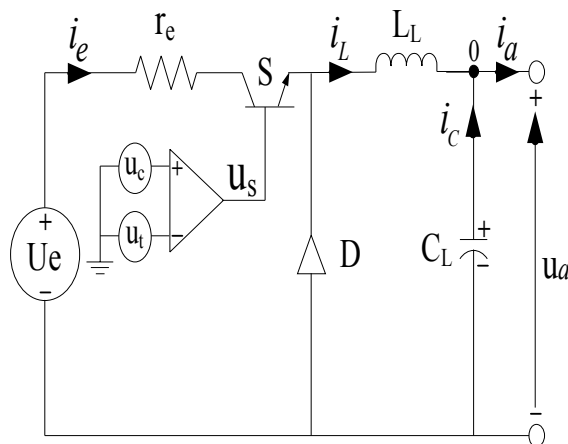 i_e
r_e
S
i_L
L_L
0
i_a
+
u_c
+
u_s
i_C
u_t
−
+
Ue
−
D
C_L
+
−
u_a
−